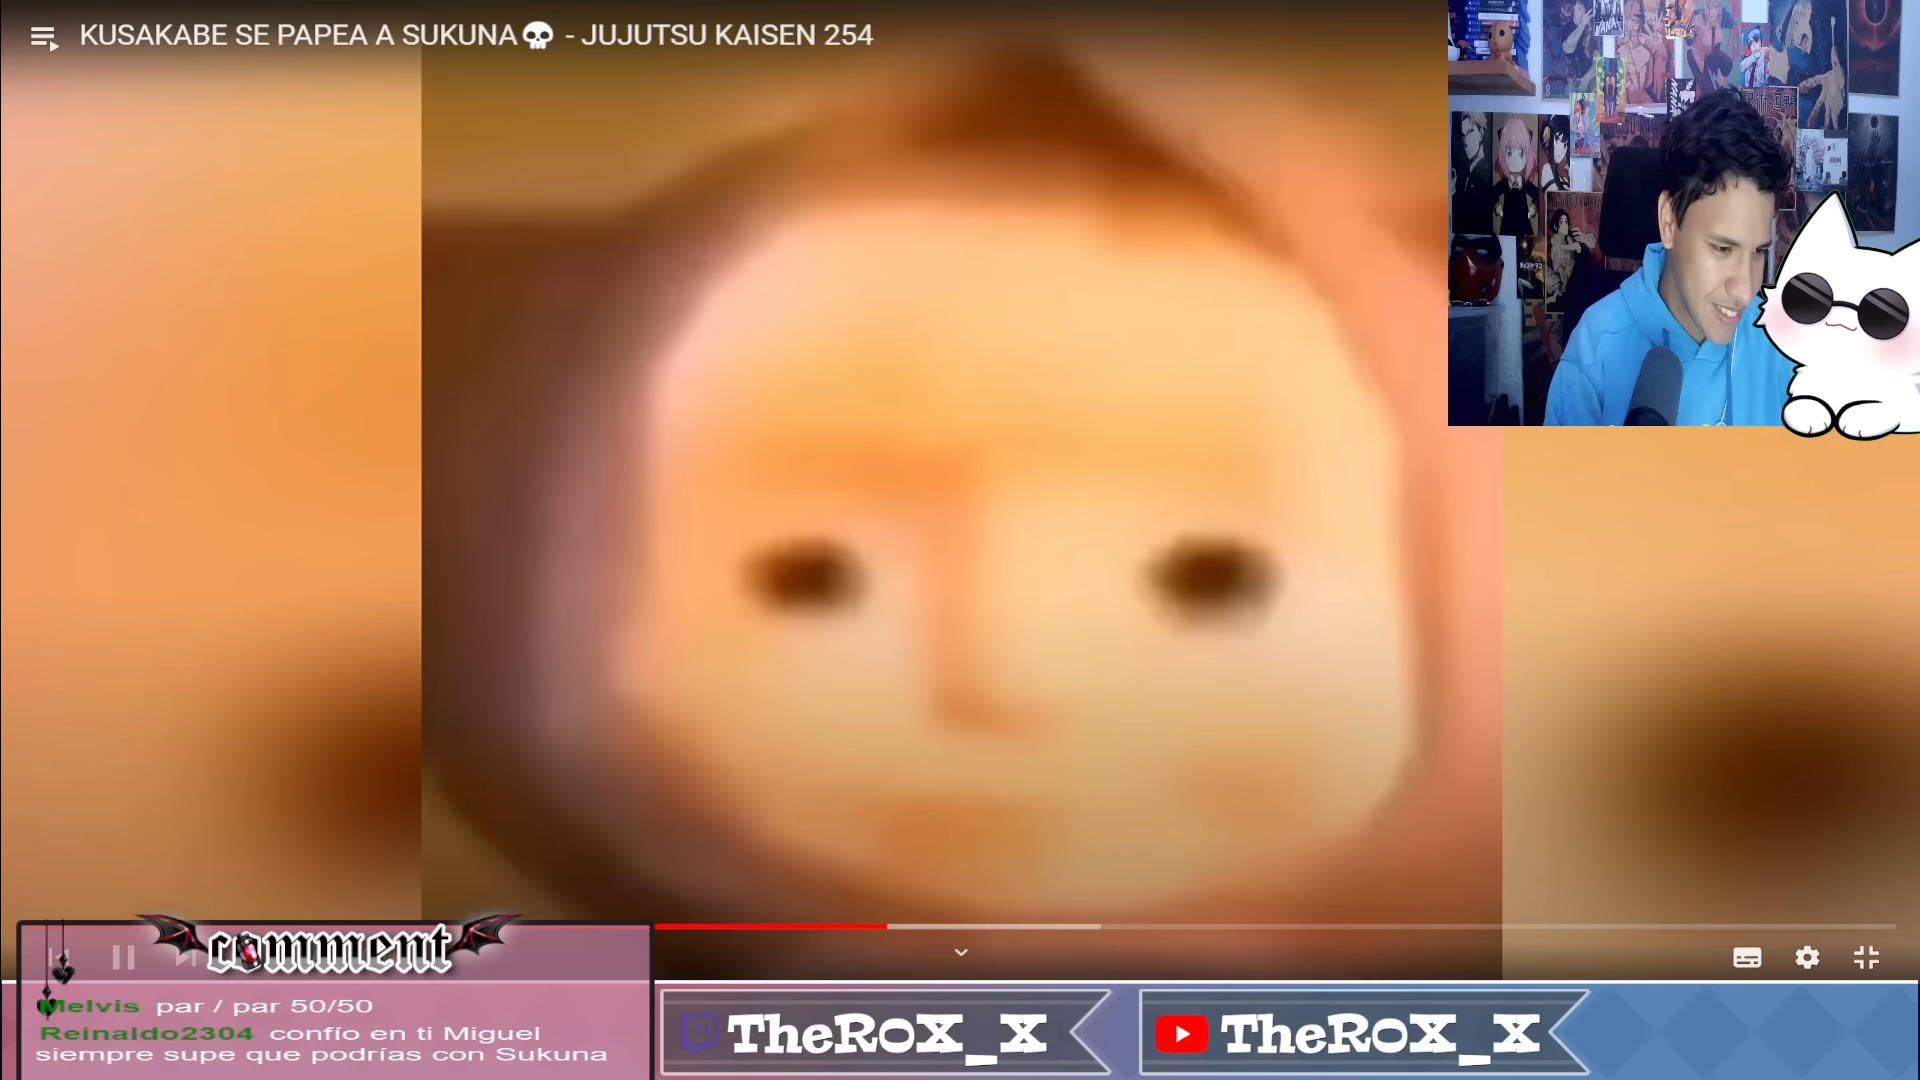 KUSAKABE SE PAPEA A SUKUNA💀 - JUJUTSU KAISEN 254
comment
Melvis par / par 50/50
Reinaldo2304 confío en ti Miguel
siempre supe que podrías con Sukuna
TheROX_X
TheROX_X